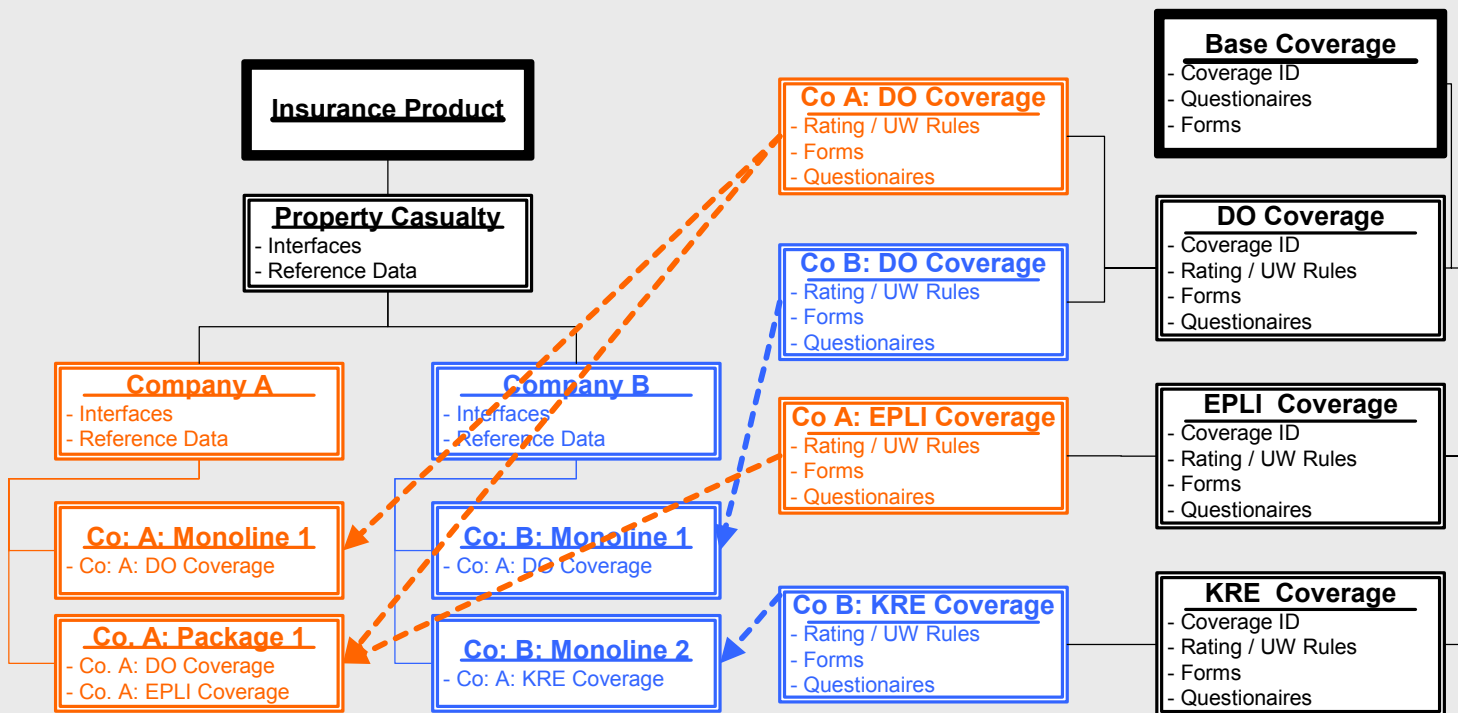 Insurance Product
Property Casualty
- Interfaces
- Reference Data
Company A
- Interfaces
- Reference Data
Co: A: Monoline 1
- Co: A: DO Coverage
Co. A: Package 1
- Co. A: DO Coverage
- Co. A: EPLI Coverage
Company B
- Interfaces
- Reference Data
Co: B: Monoline 1
- Co: A: DO Coverage
Co: B: Monoline 2
- Co: A: KRE Coverage
Co A: DO Coverage
- Rating / UW Rules
- Forms
- Questionaires
Co B: DO Coverage
- Rating / UW Rules
- Forms
- Questionaires
Co A: EPLI Coverage
- Rating / UW Rules
- Forms
- Questionaires
Co B: KRE Coverage
- Rating / UW Rules
- Forms
- Questionaires
Base Coverage
- Coverage ID
- Questionaires
- Forms
DO Coverage
- Coverage ID
- Rating / UW Rules
- Forms
- Questionaires
EPLI Coverage
- Coverage ID
- Rating / UW Rules
- Forms
- Questionaires
KRE Coverage
- Coverage ID
- Rating / UW Rules
- Forms
- Questionaires